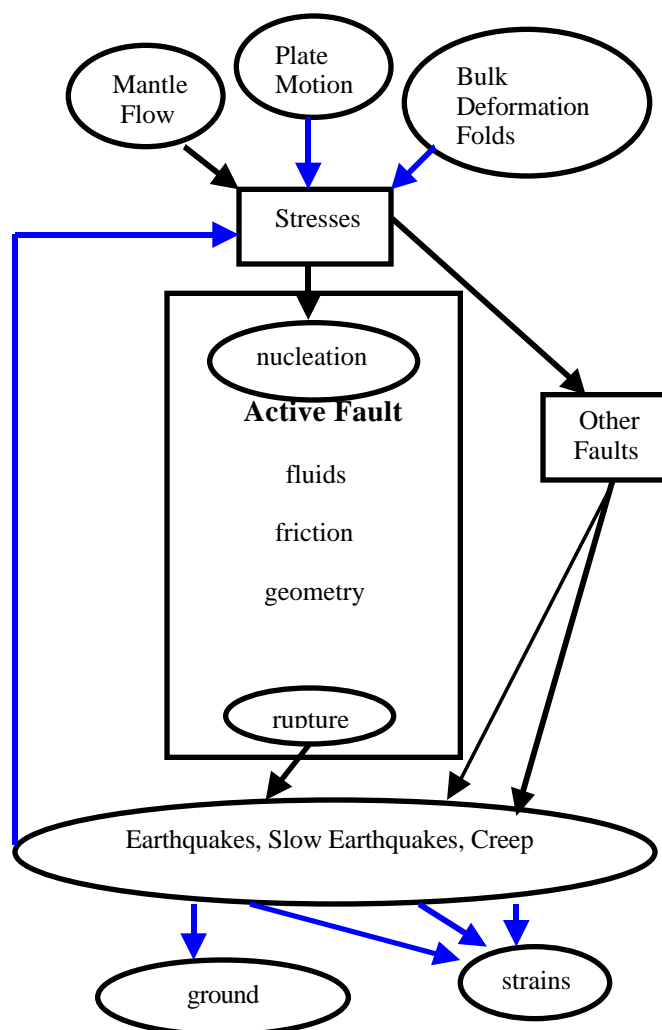 Mantle
Flow
Plate
Motion
Bulk
Deformation
Folds
Stresses
nucleation
Active Fault
fluids
friction
geometry
rupture
Other
Faults
Earthquakes, Slow Earthquakes, Creep
ground
strains